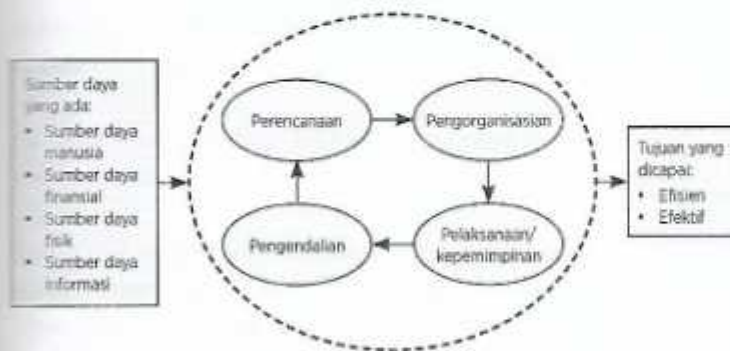 Sumber daya
yang ada:
• Sumber daya
manusia
• Sumber daya
finansial
• Sumber daya
fisik
• Sumber daya
informasi
Perencanaan
Pengorganisasian
Pengendalian
Pelaksanaan/
kepemimpinan
Tujuan yang
dicapai:
• Efisien
• Efektif